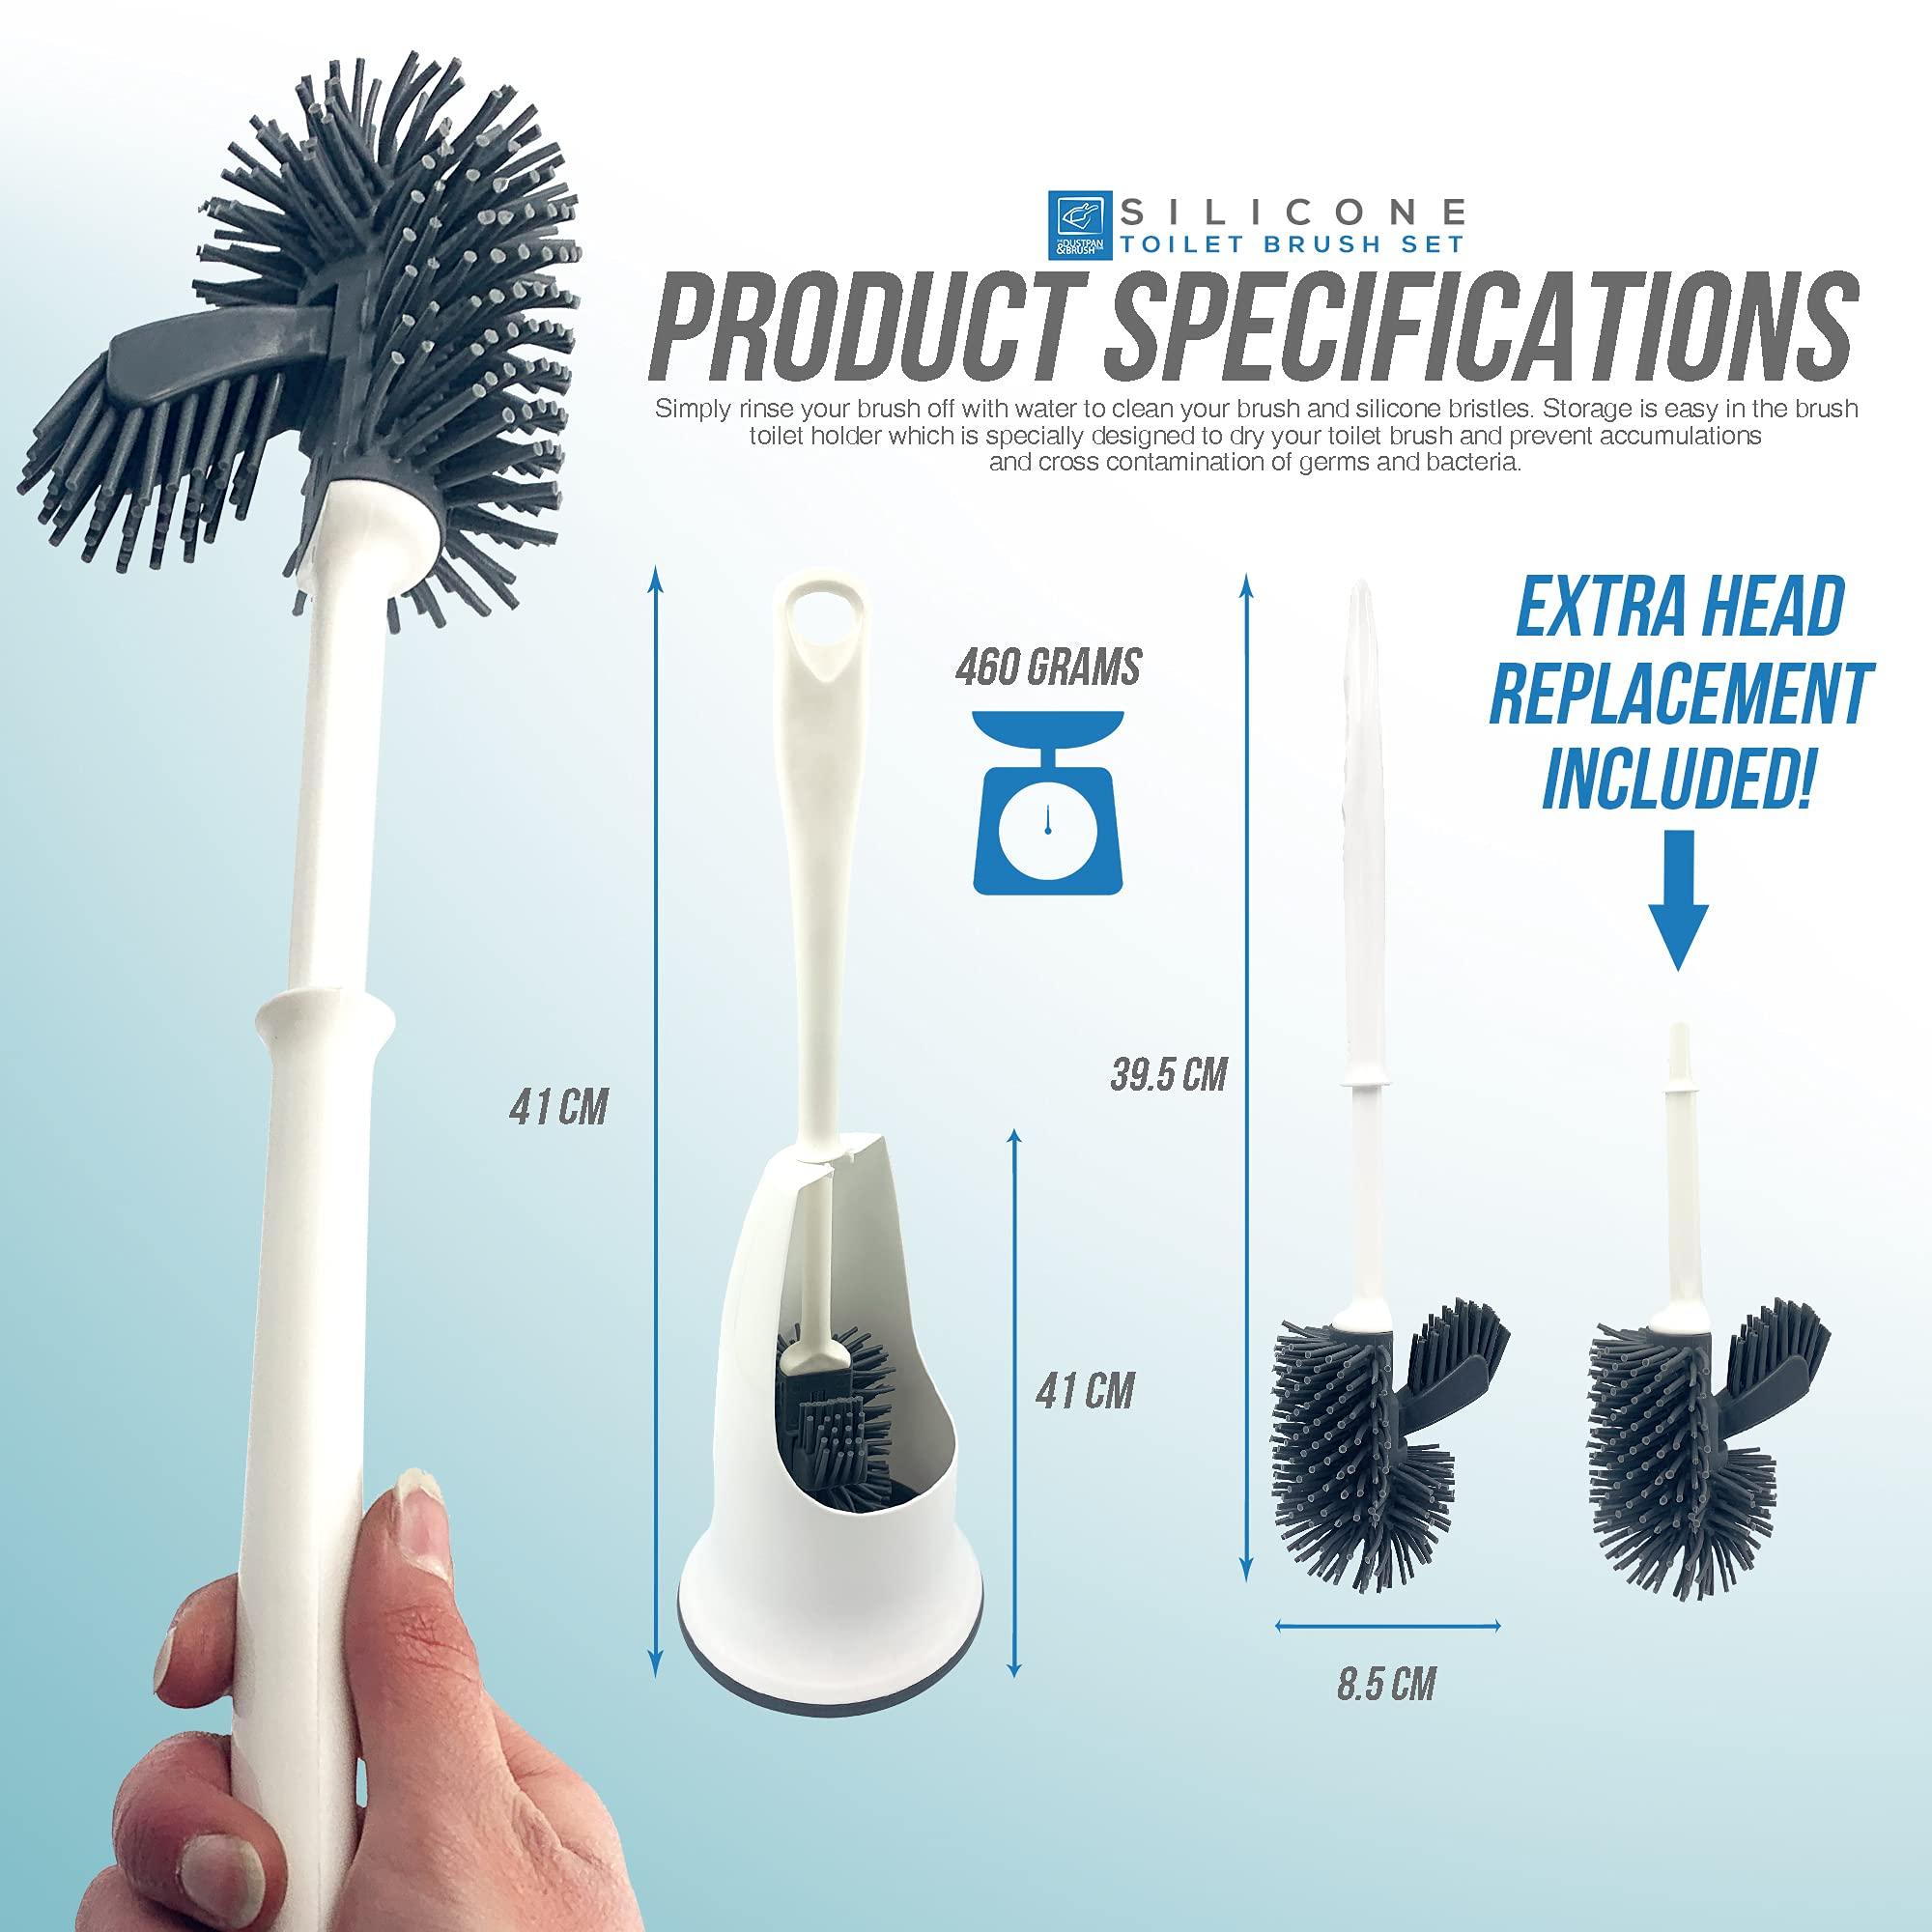 SILICONE
THE DUSTPAN
&BRUSH
TOILET BRUSH SET
PRODUCT SPECIFICATIONS
Simply rinse your brush off with water to clean your brush and silicone bristles. Storage is easy in the brush
toilet holder which is specially designed to dry your toilet brush and prevent accumulations
and cross contamination of germs and bacteria.
EXTRA HEAD
REPLACEMENT
INCLUDED!
460 GRAMS
39.5 CM
41 CM
41 CM
8.5 CM